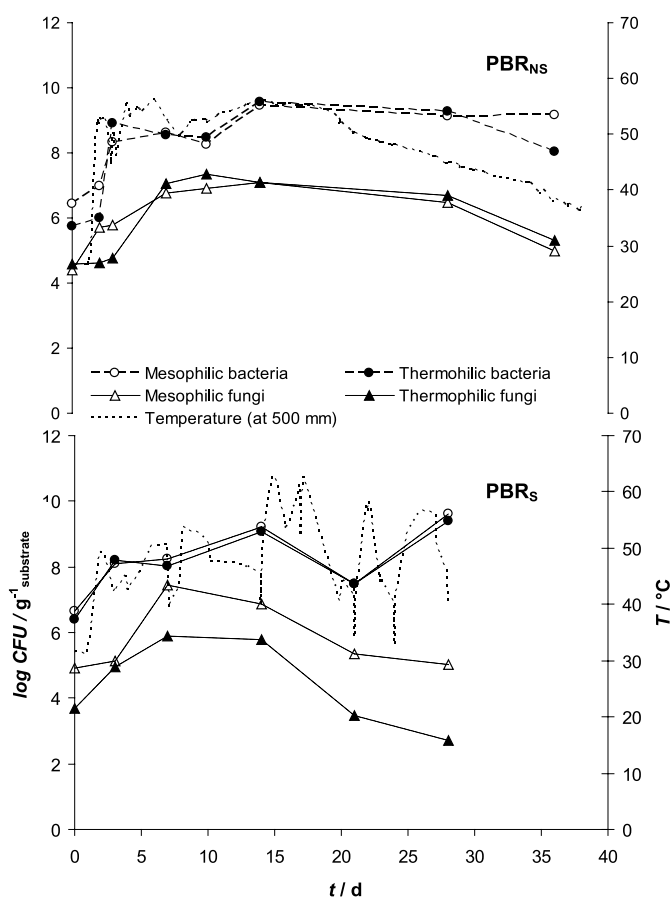 12
10
8
6
4
2
0
70
60
50
40
30
20
10
0
PBRNS
Mesophilic bacteria
Thermohilic bacteria
Mesophilic fungi
Thermophilic fungi
Temperature (at 500 mm)
12
10
8
6
4
2
0
70
60
50
40
30
20
10
0
PBRS
log CFU / g-1 substrate
T / °C
0 5 10 15 20 25 30 35 40
t / d